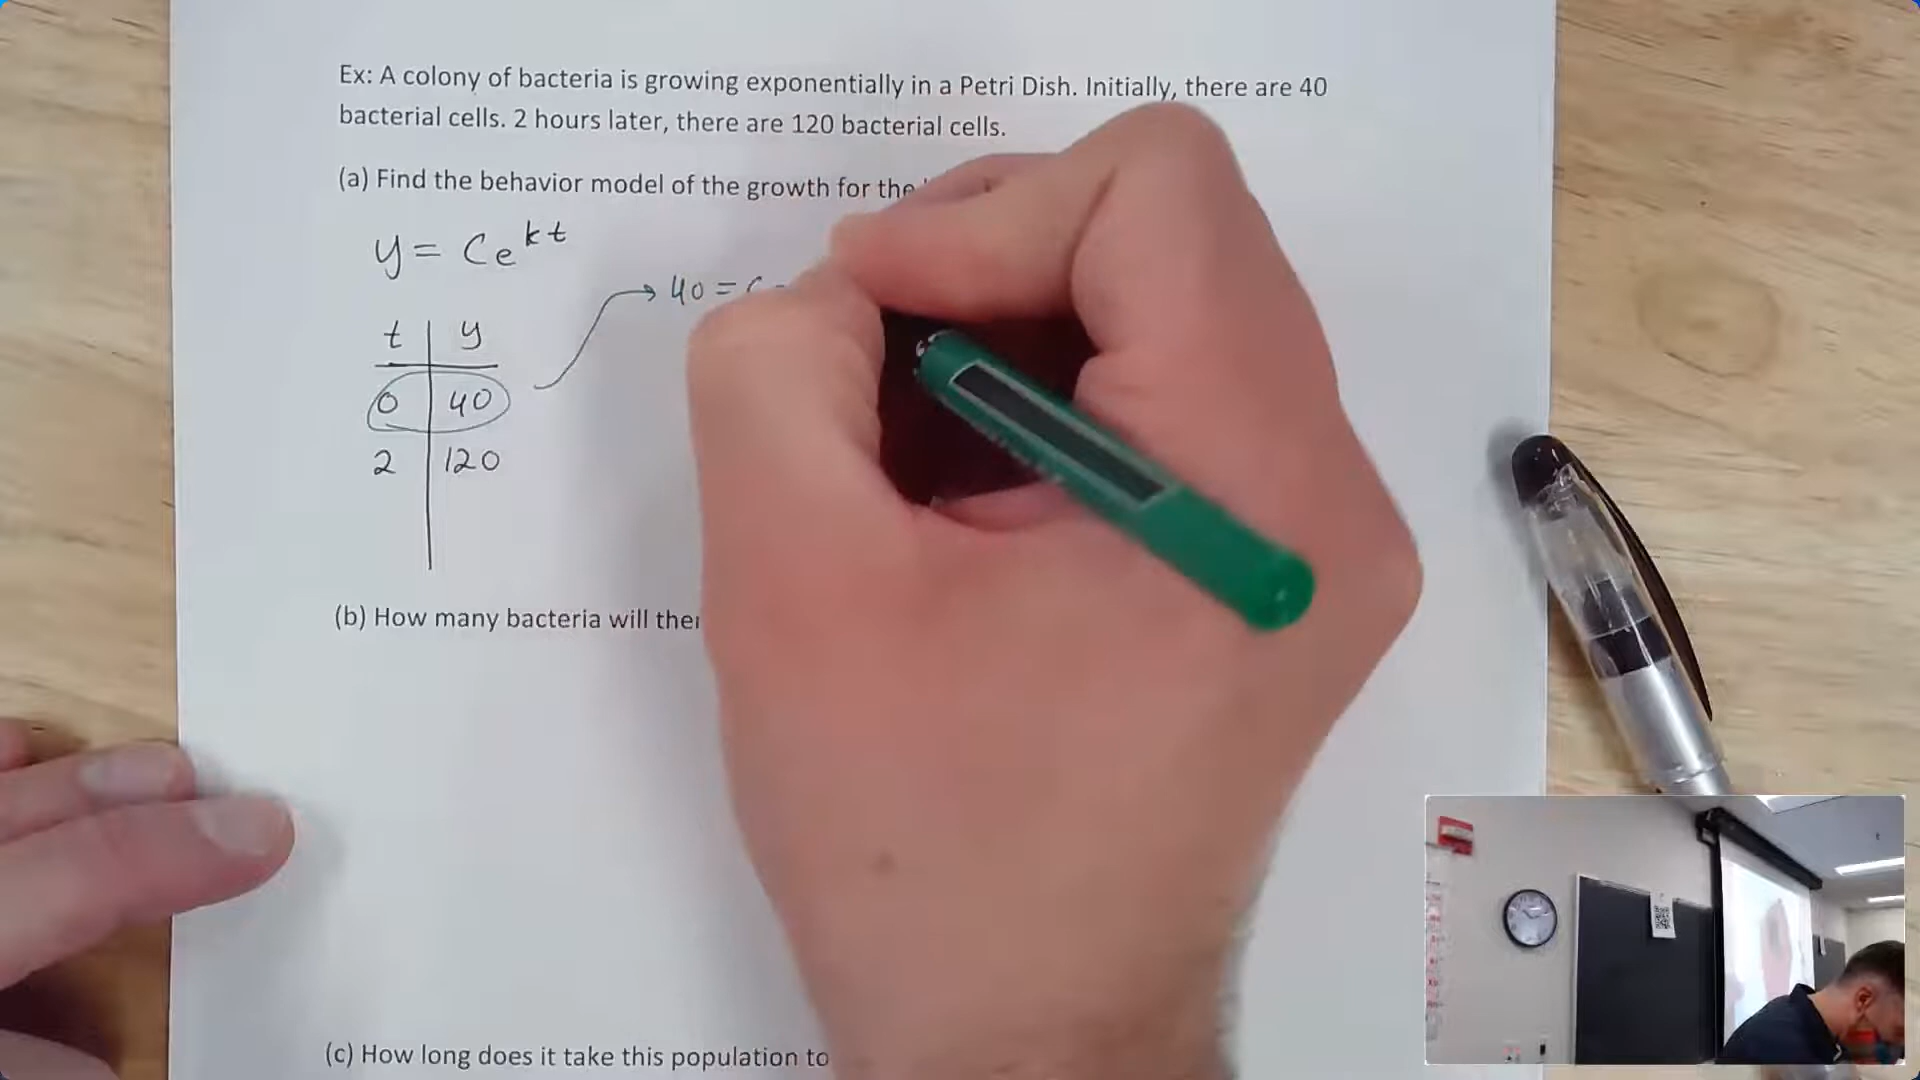 Ex: A colony of bacteria is growing exponentially in a Petri Dish. Initially, there are 40
bacterial cells. 2 hours later, there are 120 bacterial cells.
(a) Find the behavior model of the growth for the
y = Ce^kt
40 = C
t y
0 40
2 120
(b) How many bacteria will
(c) How long does it take this population to